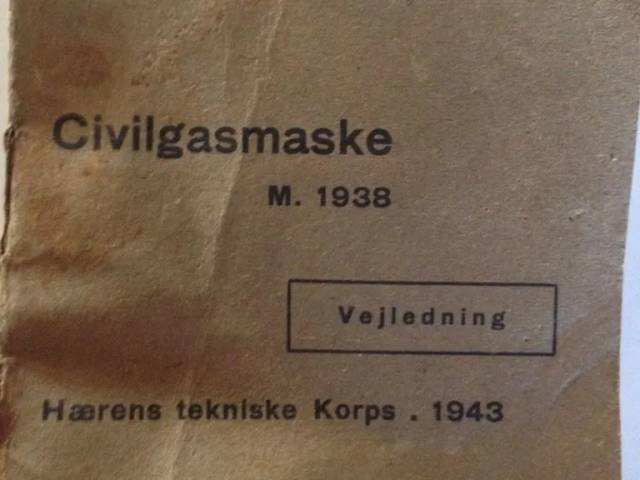 Civilgasmaske
M. 1938
Vejledning
Hærens tekniske Korps . 1943